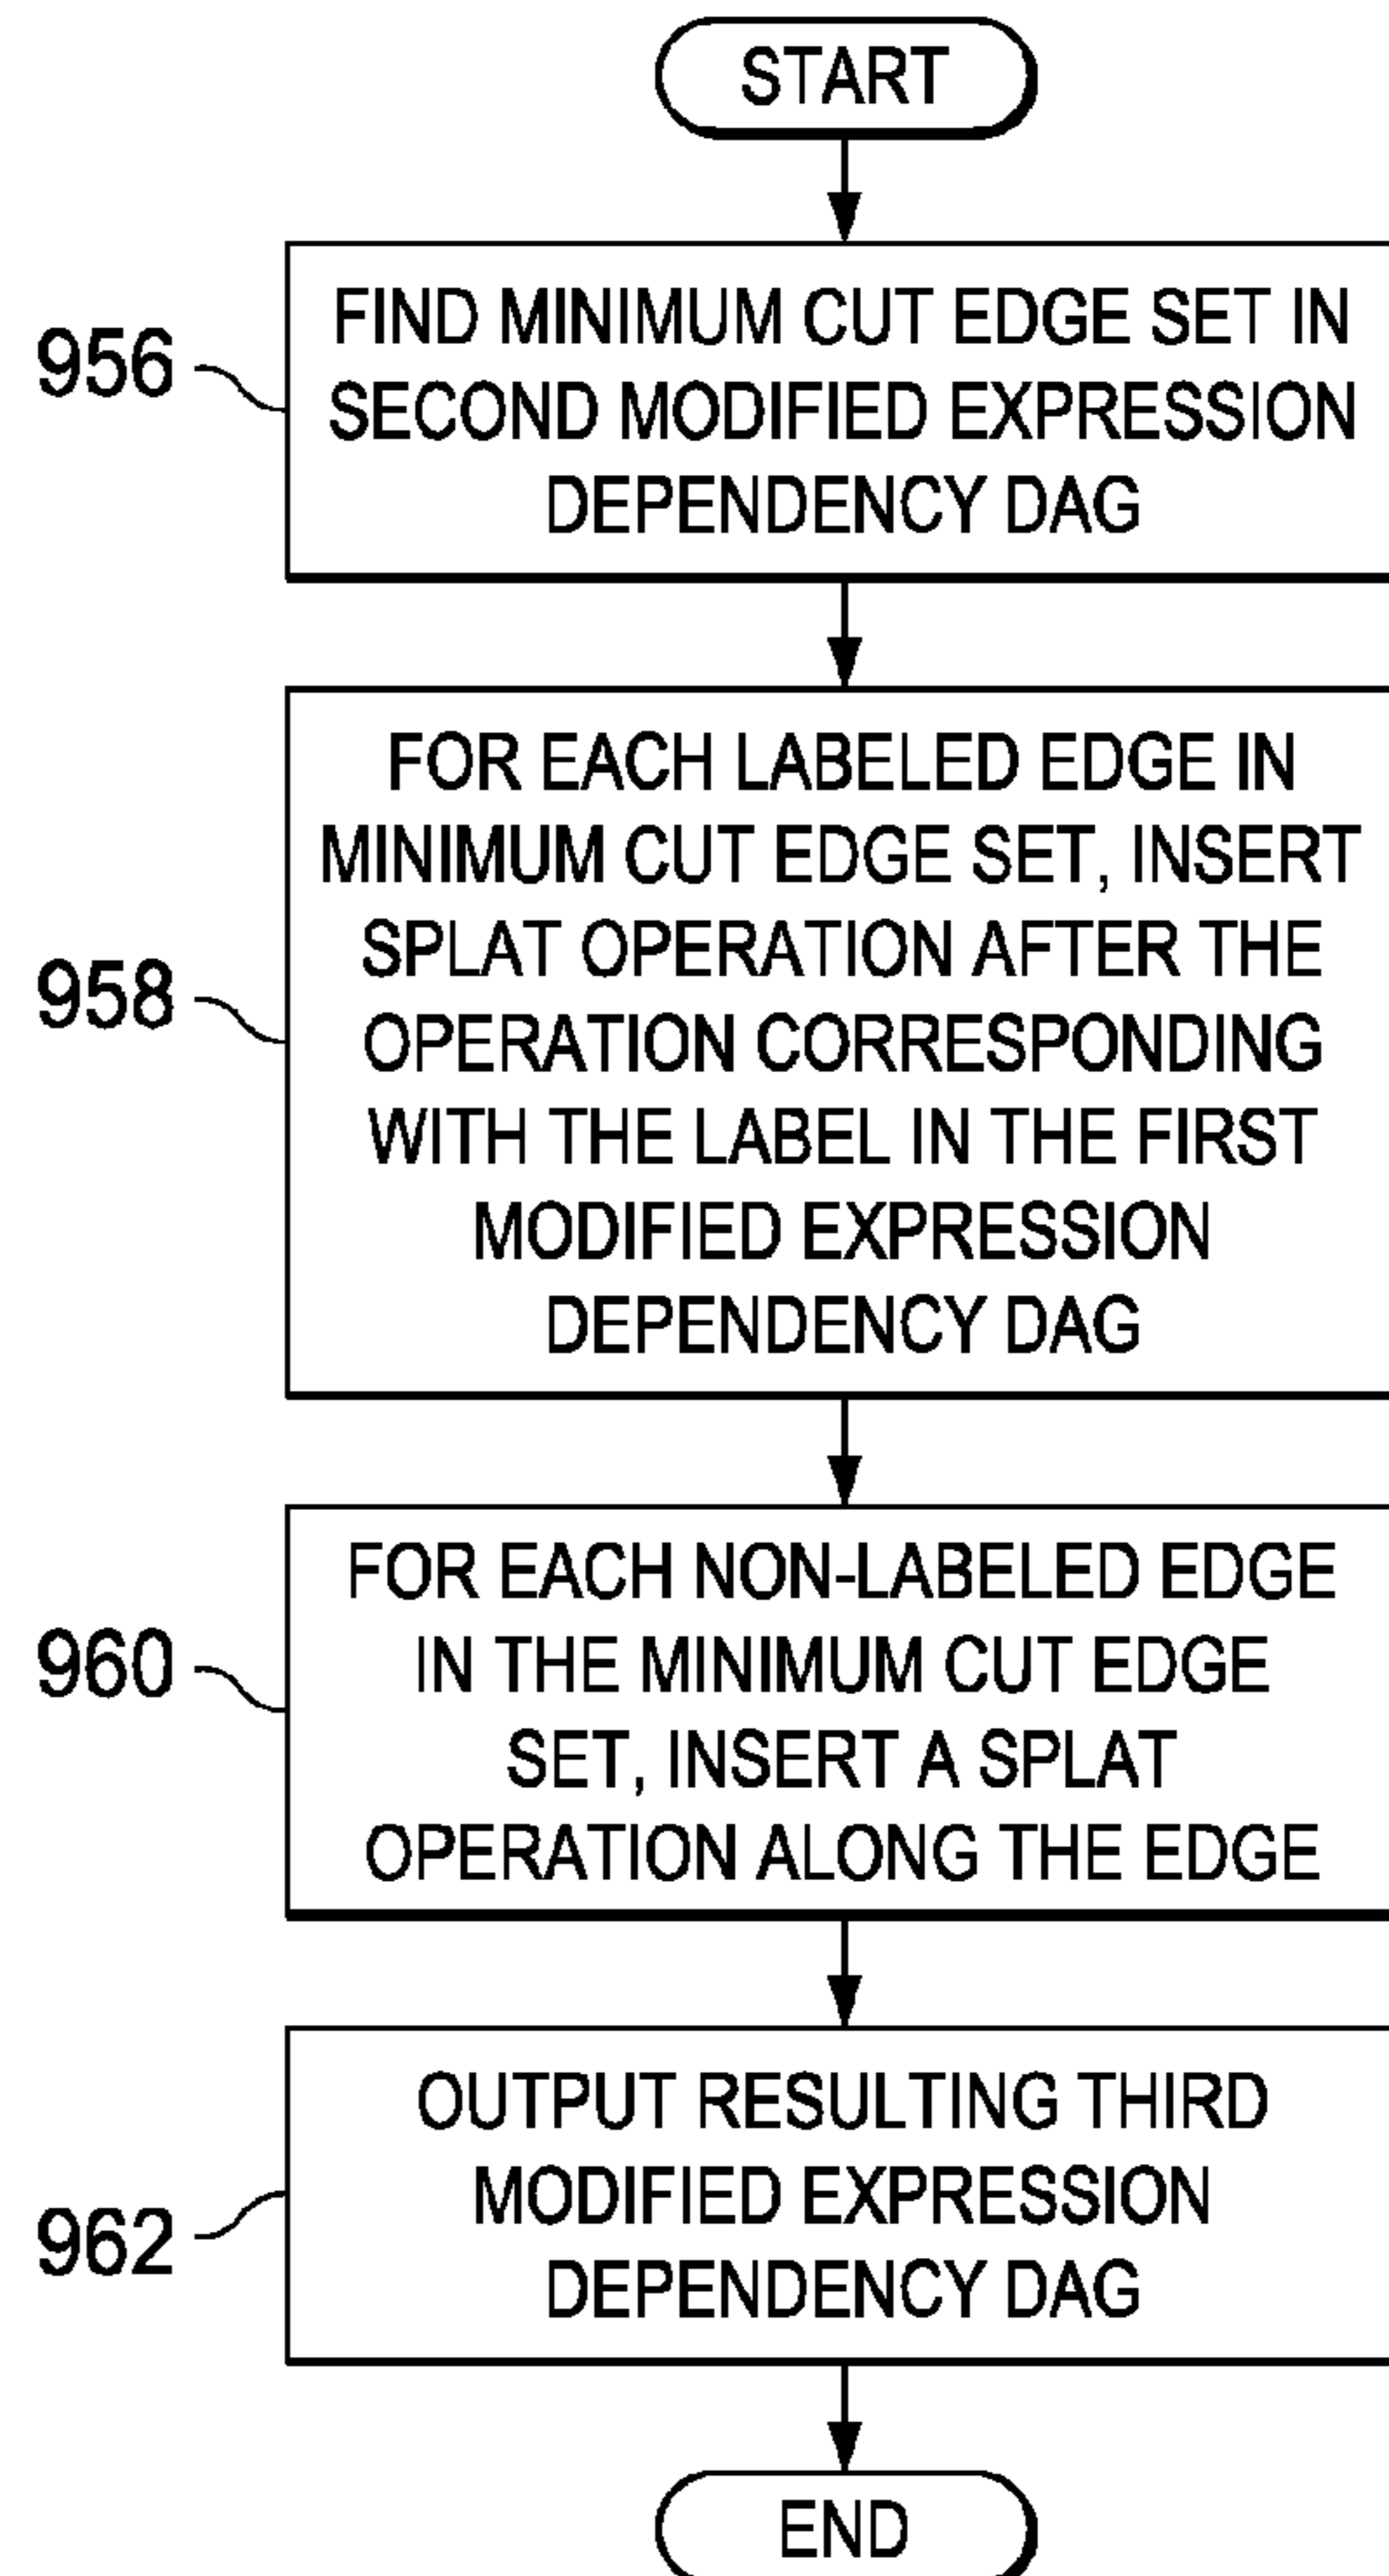 START
956
FIND MINIMUM CUT EDGE SET IN
SECOND MODIFIED EXPRESSION
DEPENDENCY DAG
958
FOR EACH LABELED EDGE IN
MINIMUM CUT EDGE SET, INSERT
SPLAT OPERATION AFTER THE
OPERATION CORRESPONDING
WITH THE LABEL IN THE FIRST
MODIFIED EXPRESSION
DEPENDENCY DAG
960
FOR EACH NON-LABELED EDGE
IN THE MINIMUM CUT EDGE
SET, INSERT A SPLAT
OPERATION ALONG THE EDGE
962
OUTPUT RESULTING THIRD
MODIFIED EXPRESSION
DEPENDENCY DAG
END